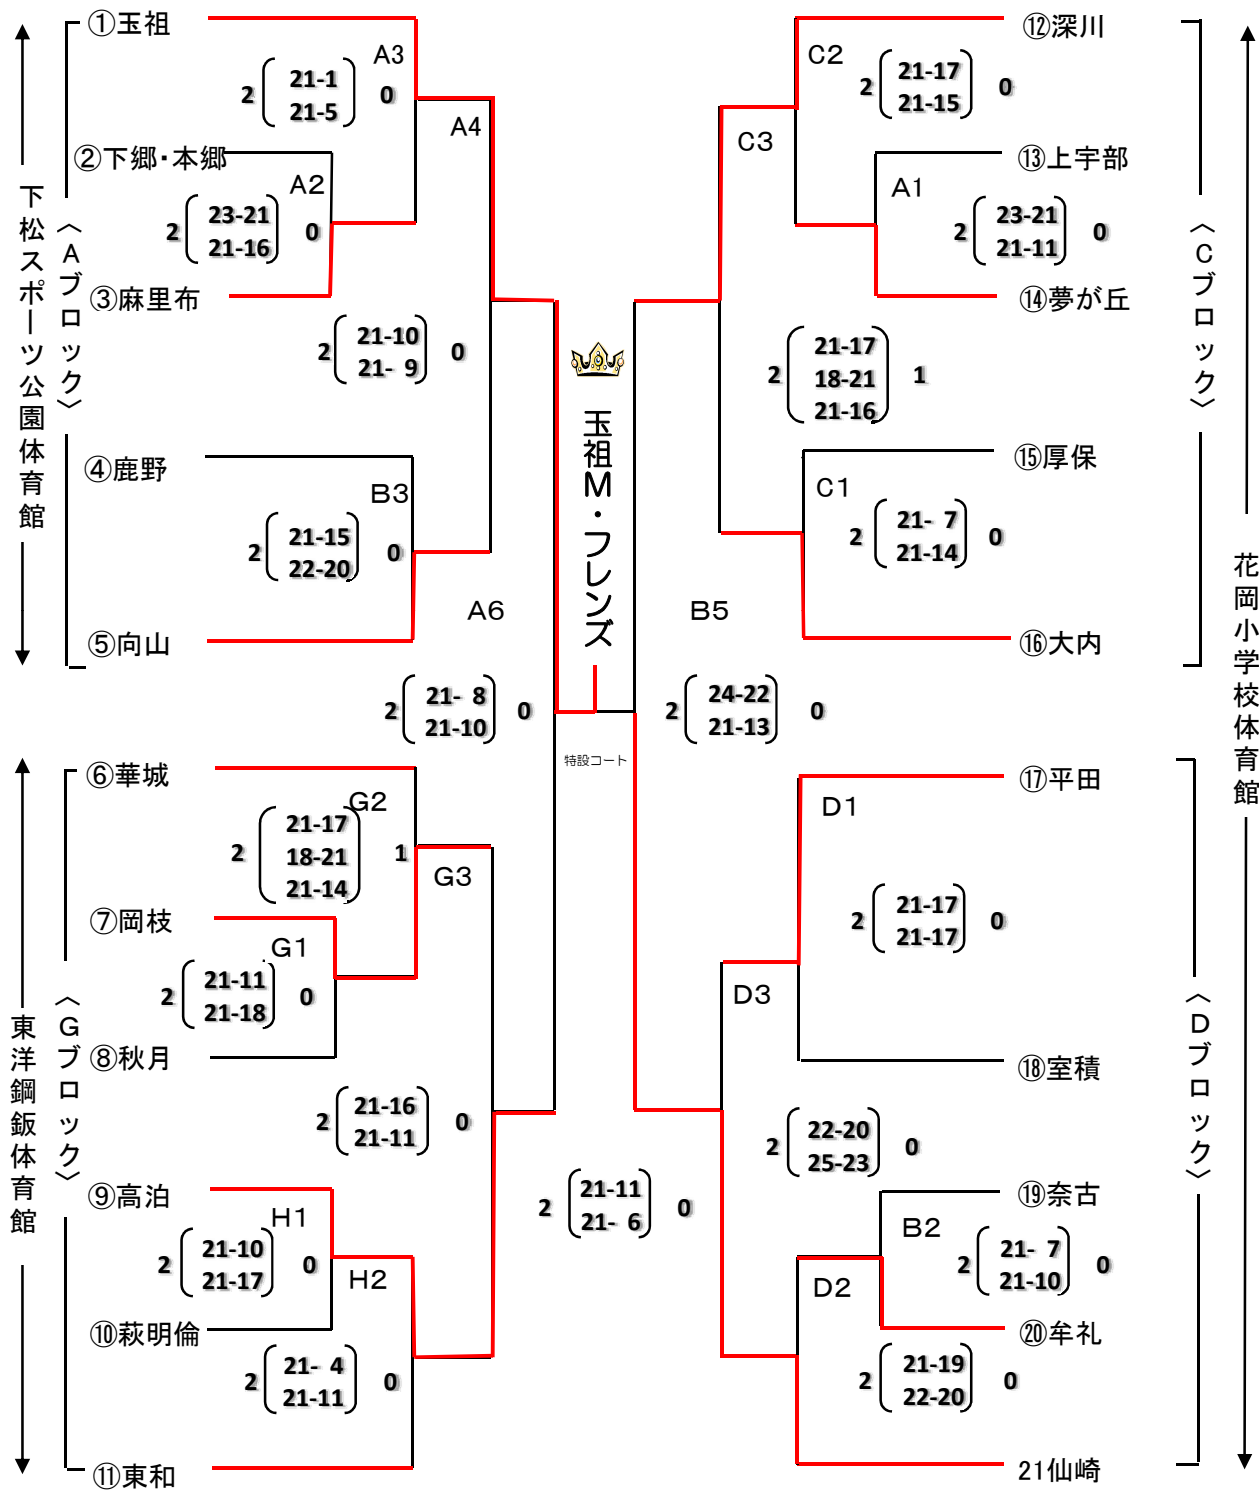 ①玉祖
A3
2 21-1 0
21-5
②下郷・本郷
A2
2 23-21 0
21-16
③麻里布
A4
2 21-10 0
21- 9
④鹿野
B3
2 21-15 0
22-20
⑤向山
下松スポーツ公園体育館
〈Aブロック〉
A6
2 21- 8 0
21-10
⑥華城
G2
2 21-17 1
18-21
21-14
⑦岡枝
G1
2 21-11 0
21-18
⑧秋月
G3
2 21-16 0
21-11
⑨高泊
H1
2 21-10 0
21-17
⑩萩明倫
H2
2 21- 4 0
21-11
⑪東和
東洋鋼鈑体育館
〈Gブロック〉
玉祖M・フレンズ
特設コート
2 21-11 0
21- 6
⑫深川
C2
2 21-17 0
21-15
⑬上宇部
A1
2 23-21 0
21-11
⑭夢が丘
C3
2 21-17 1
18-21
21-16
⑮厚保
C1
2 21- 7 0
21-14
⑯大内
〈Cブロック〉
花岡小学校体育館
B5
2 24-22 0
21-13
⑰平田
D1
2 21-17 0
21-17
⑱室積
D3
2 22-20 0
25-23
⑲奈古
B2
2 21- 7 0
21-10
⑳牟礼
D2
2 21-19 0
22-20
21仙崎
〈Dブロック〉